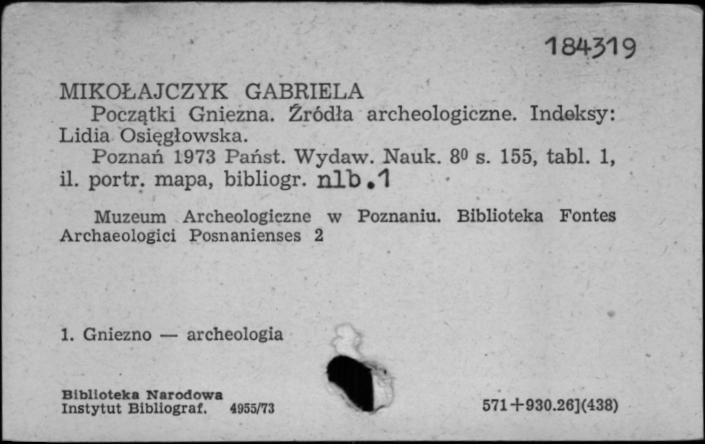 184319
MIKOŁAJCZYK GABRIELA
Początki Gniezna. Źródła archeologiczne. Indeksy:
Lidia Osięgłowska.
Poznań 1973 Państ. Wydaw. Nauk. 8⁰ s. 155, tabl. 1,
il. portr. mapa, bibliogr. nlb.1
Muzeum Archeologiczne w Poznaniu. Biblioteka Fontes
Archaeologici Posnanienses 2
1. Gniezno — archeologia
Biblioteka Narodowa
Instytut Bibliograf. 4955/73
571+930.26](438)